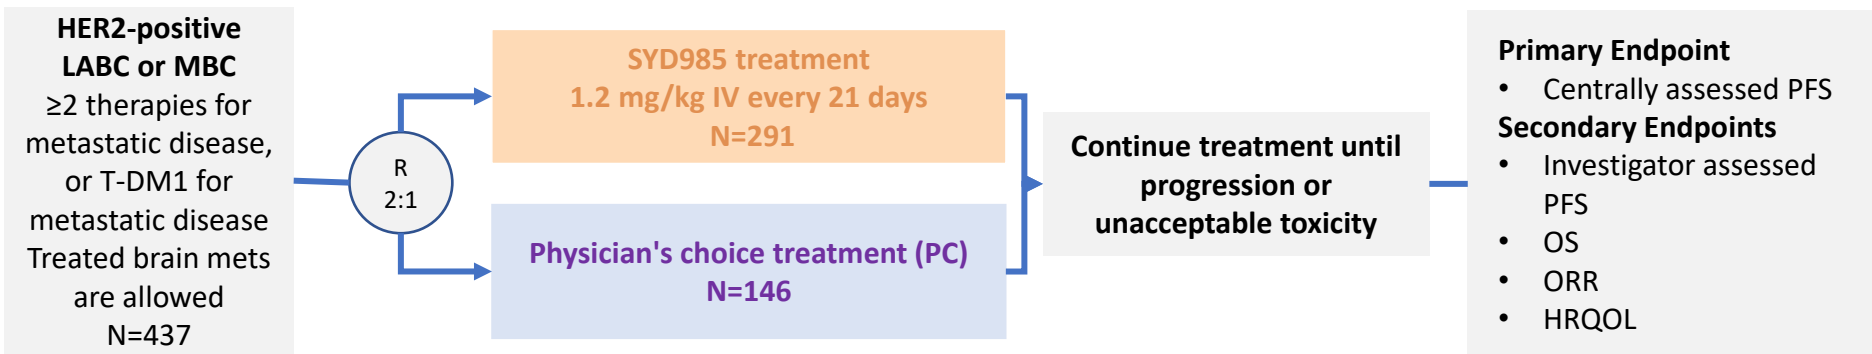 HER2-positive
LABC or MBC
≥2 therapies for
metastatic disease,
or T-DM1 for
metastatic disease
Treated brain mets
are allowed
N=437
R
2:1
SYD985 treatment
1.2 mg/kg IV every 21 days
N=291
Physician's choice treatment (PC)
N=146
Continue treatment until
progression or
unacceptable toxicity
Primary Endpoint
• Centrally assessed PFS
Secondary Endpoints
• Investigator assessed
PFS
• OS
• ORR
• HRQOL